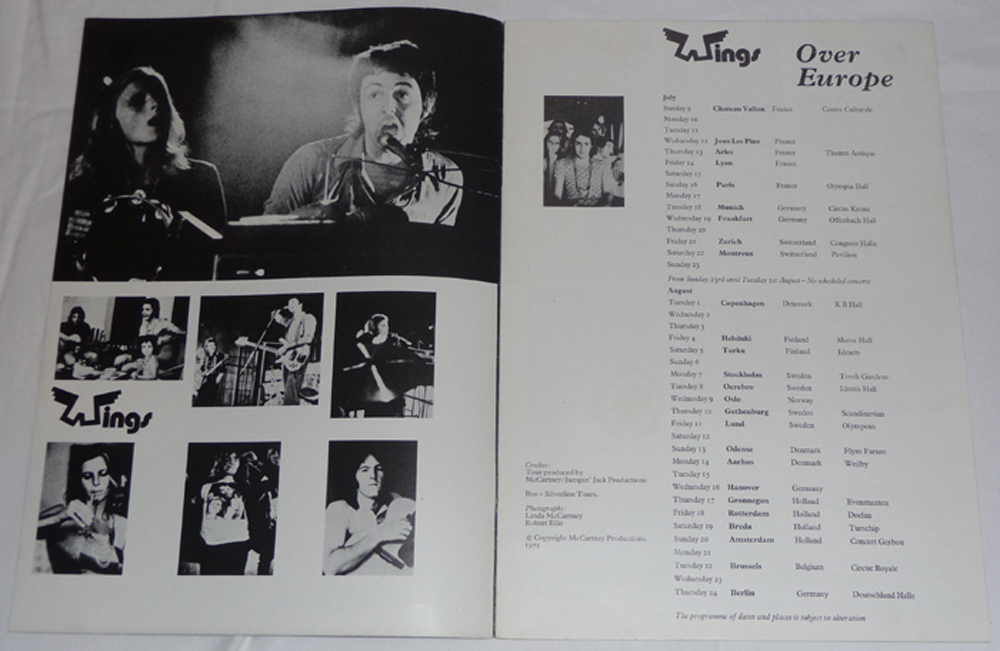 Wings
Wings Over
Europe
July
Sunday 9 Chateau Vallon France Centre Culturale
Monday 10
Tuesday 11
Wednesday 12 Juan Les Pins France
Thursday 13 Arles France Theatre Antique
Friday 14 Lyon France
Saturday 15
Sunday 16 Paris France Olympia Hall
Monday 17
Tuesday 18 Munich Germany Circus Krone
Wednesday 19 Frankfurt Germany Offenbach Hall
Thursday 20
Friday 21 Zurich Switzerland Congress Halle
Saturday 22 Montreux Switzerland Pavilion
Sunday 23
From Sunday 23rd until Tuesday 1st August – No scheduled concerts
August
Tuesday 1 Copenhagen Denmark K B Hall
Wednesday 2
Thursday 3
Friday 4 Helsinki Finland Hall
Saturday 5 Turku Finland
Sunday 6
Monday 7 Stockholm Sweden Tivoli Gardens
Tuesday 8 Oerebro Sweden Hall
Wednesday 9 Oslo Norway
Thursday 10 Gothenburg Sweden Scandinavian
Friday 11 Lund Sweden Olympean
Saturday 12
Sunday 13 Odense Denmark Flyns Farum
Monday 14 Aarhus Denmark
Tuesday 15
Wednesday 16 Hanover Germany
Thursday 17 Gronnegan Holland Evenmanten
Friday 18 Rotterdam Holland Doelan
Saturday 19 Breda Holland Turschip
Sunday 20 Amsterdam Holland Concert Gerbou
Monday 21
Tuesday 22 Brussels Belgium Circue Royale
Wednesday 23
Thursday 24 Berlin Germany Deutschland Halle
The programme of dates and places is subject to alteration
Credits:
Tour produced by
McCartney/Jumpin' Jack Productions
Bus – Silverline Tours.
Photographs:
Linda McCartney
Robert Ellis
© Copyright McCartney Productions.
1972